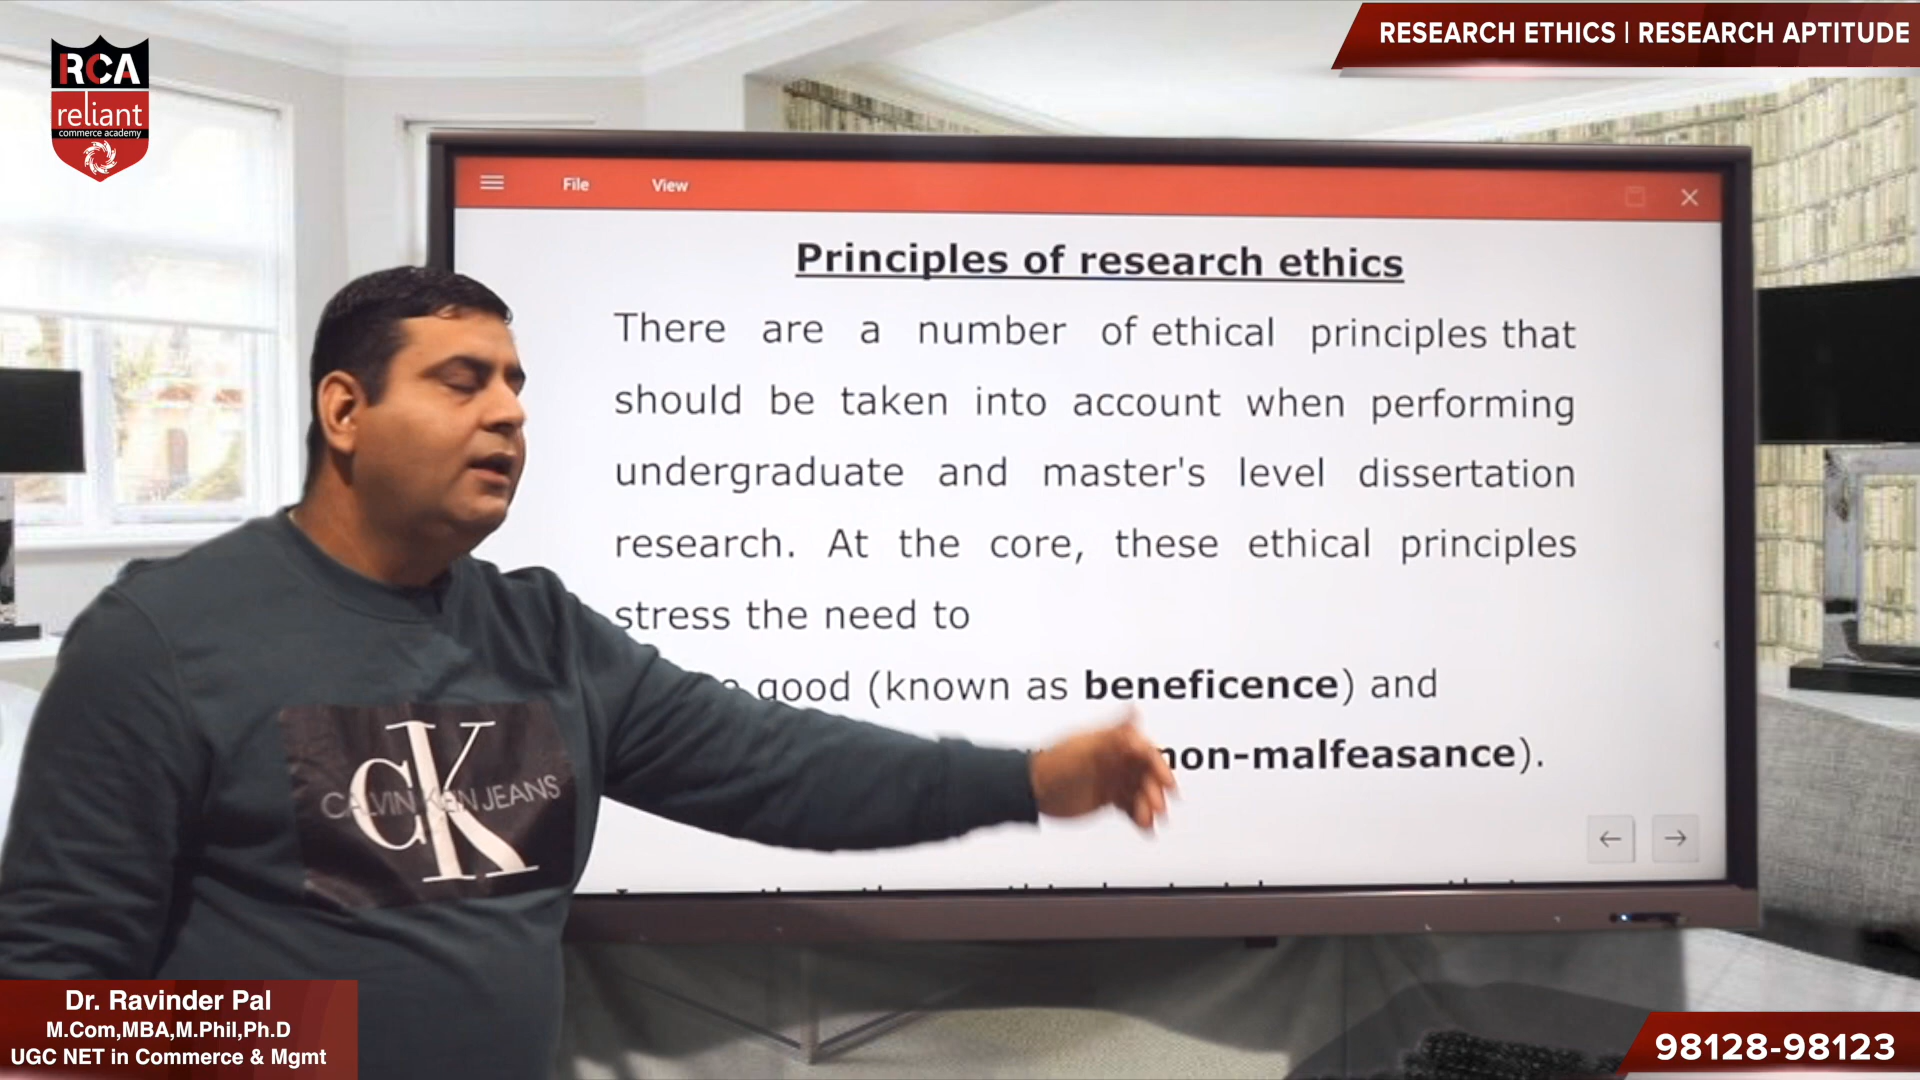 RESEARCH ETHICS | RESEARCH APTITUDE
RCA
reliant
commerce academy
File View
Principles of research ethics
There are a number of ethical principles that
should be taken into account when performing
undergraduate and master's level dissertation
research. At the core, these ethical principles
stress the need to
good (known as beneficence) and
non-malfeasance).
CK
CALVIN KLEIN JEANS
Dr. Ravinder Pal
M.Com,MBA,M.Phil,Ph.D
UGC NET in Commerce & Mgmt
98128-98123